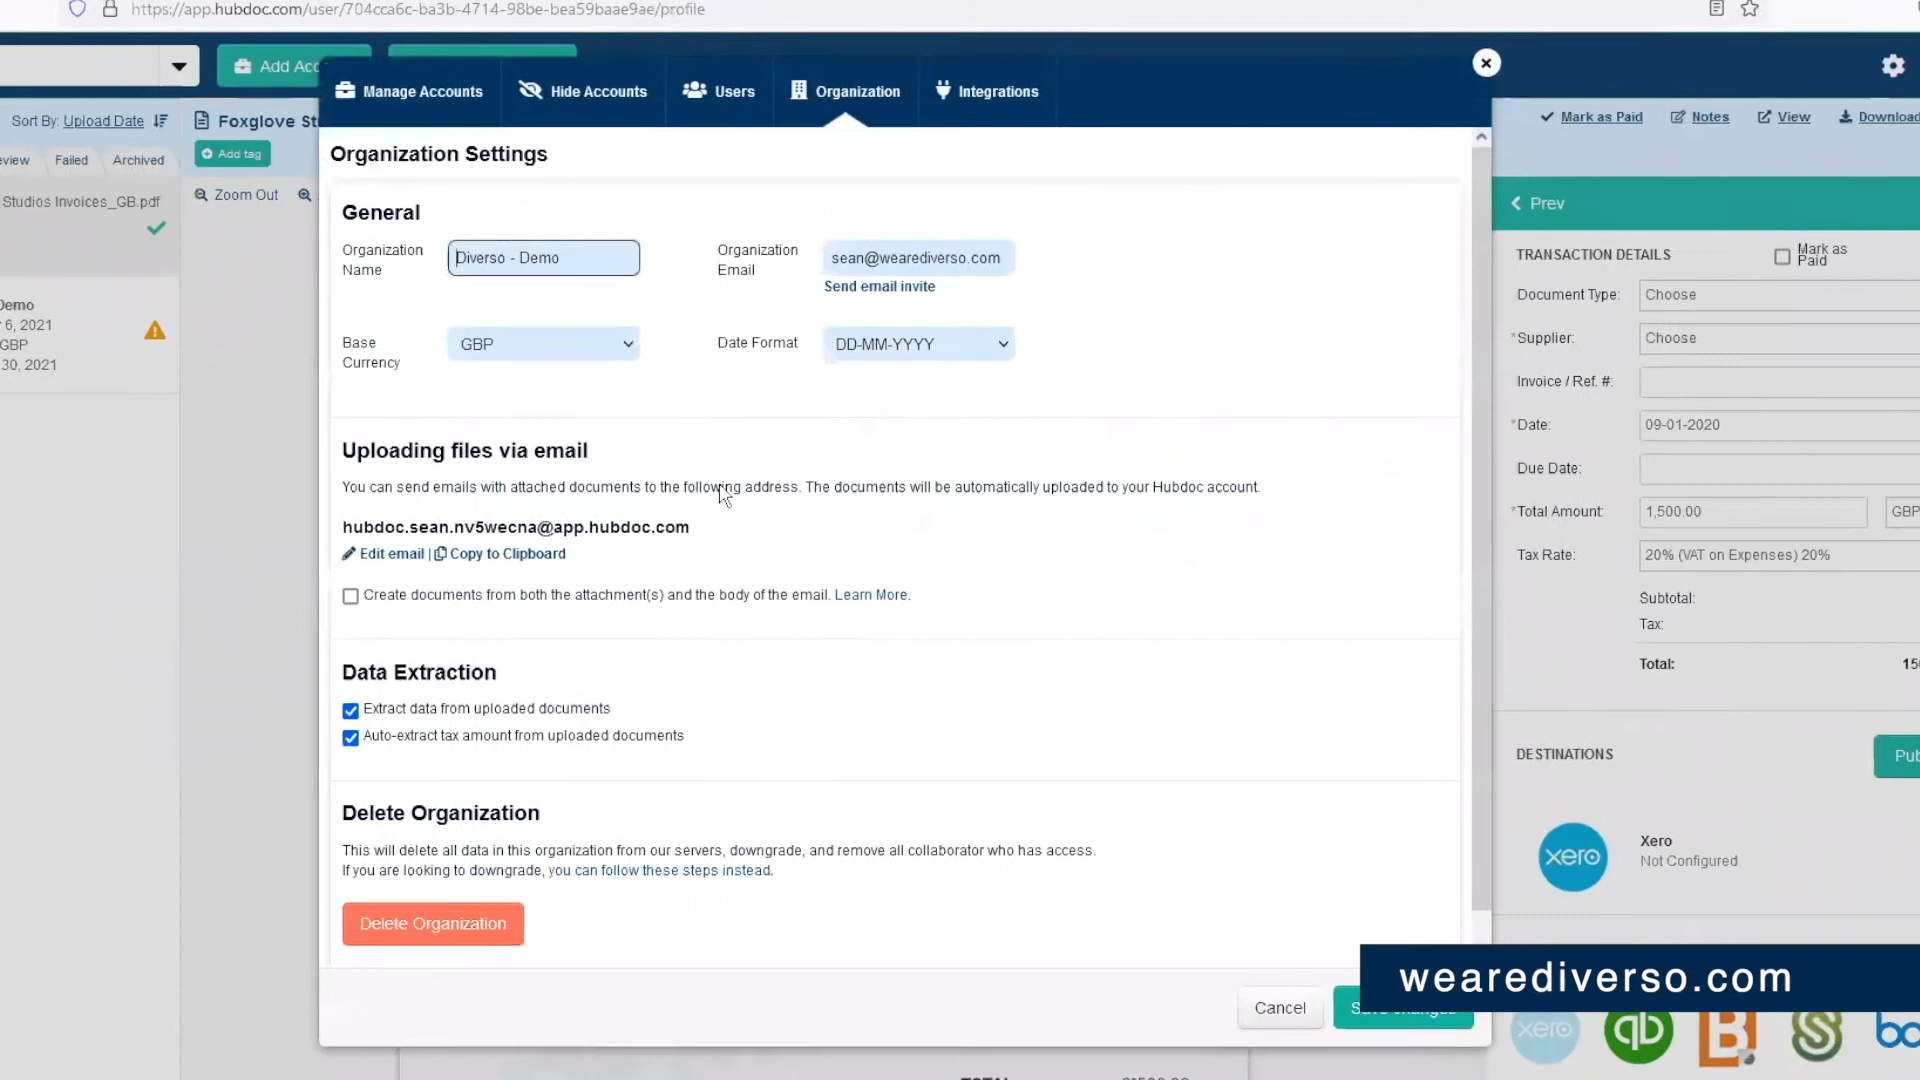 https://app.hubdoc.com/user/704cca6c-ba3b-4714-98be-bea59baae9ae/profile
Manage Accounts
Hide Accounts
Users
Organization
Integrations
Add
Sort By: Upload Date
Failed
Archived
Studios Invoices_GB.pdf
Demo
6, 2021
GBP
30, 2021
Foxglove
Add tag
Zoom Out
Organization Settings
General
Organization Name
Diverso - Demo
Organization Email
sean@wearediverso.com
Send email invite
Base Currency
GBP
Date Format
DD-MM-YYYY
Uploading files via email
You can send emails with attached documents to the following address. The documents will be automatically uploaded to your Hubdoc account.
hubdoc.sean.nv5wecna@app.hubdoc.com
Edit email | Copy to Clipboard
Create documents from both the attachment(s) and the body of the email. Learn More.
Data Extraction
Extract data from uploaded documents
Auto-extract tax amount from uploaded documents
Delete Organization
This will delete all data in this organization from our servers, downgrade, and remove all collaborator who has access.
If you are looking to downgrade, you can follow these steps instead.
Delete Organization
Cancel
Mark as Paid
Notes
View
Download
Prev
TRANSACTION DETAILS
Mark as Paid
Document Type: Choose
*Supplier: Choose
Invoice / Ref. #:
*Date: 09-01-2020
Due Date:
*Total Amount: 1,500.00 GBP
Tax Rate: 20% (VAT on Expenses) 20%
Subtotal:
Tax:
Total:
DESTINATIONS
xero
Xero
Not Configured
wearediverso.com
xero
qb
B
S